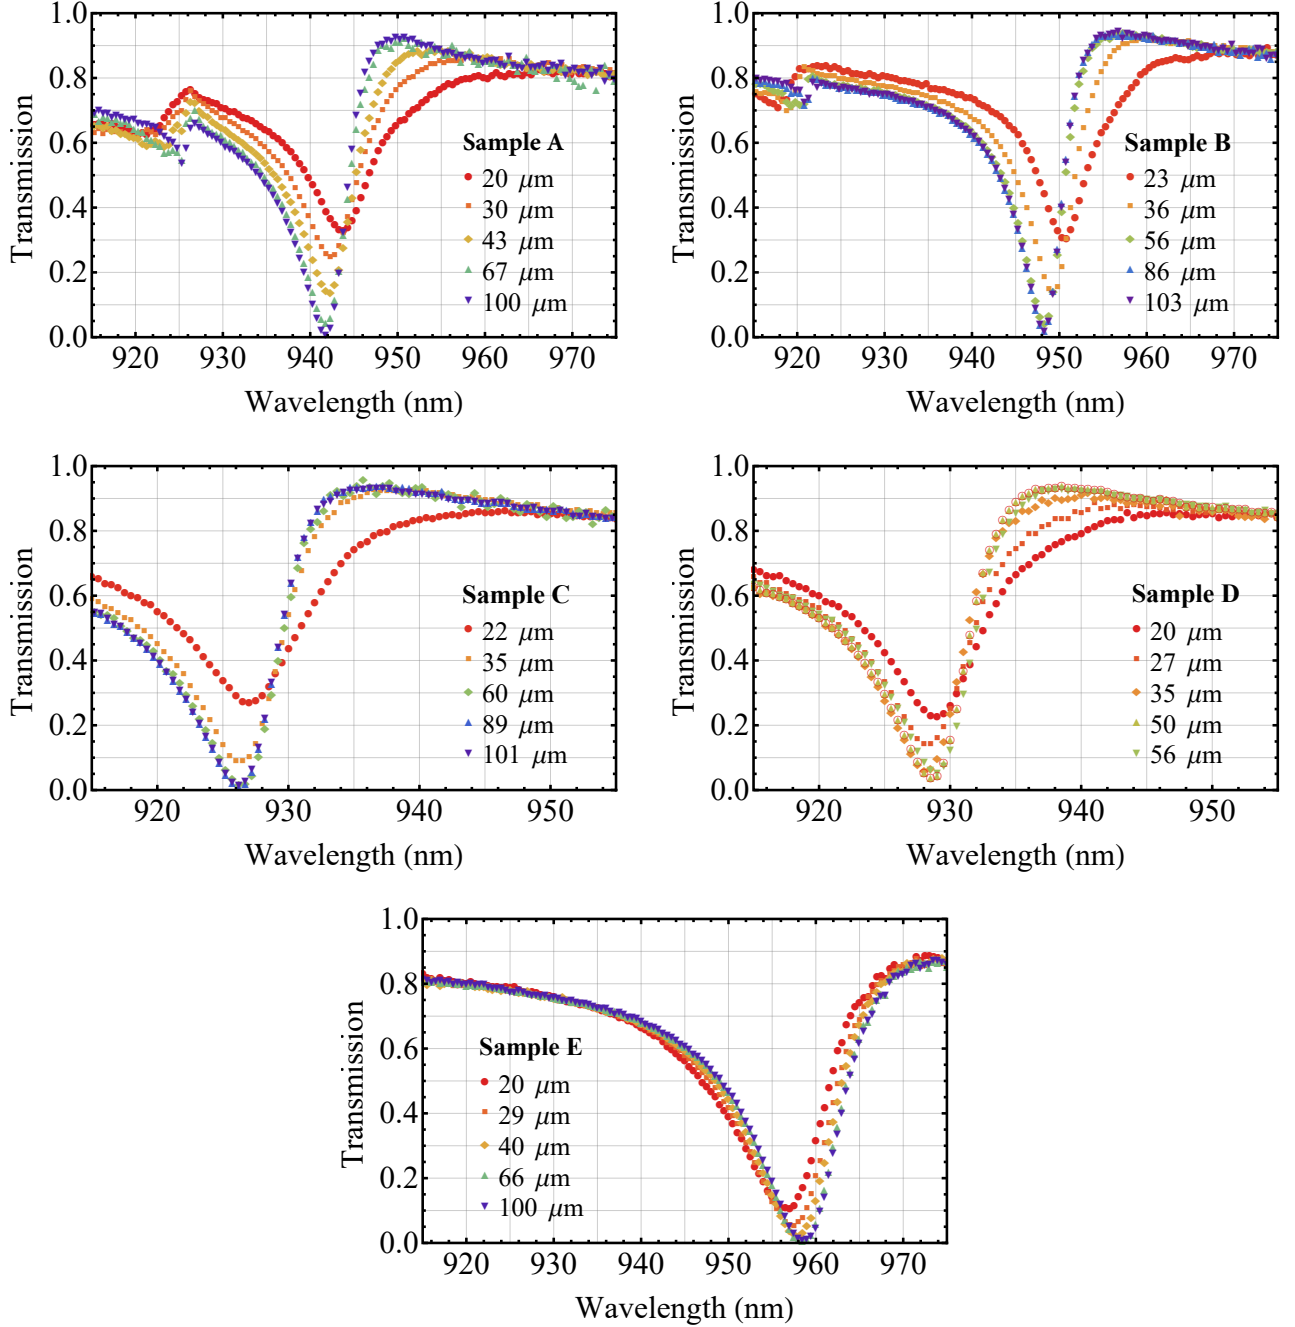 1.0
0.8
0.6
0.4
0.2
0.0
Transmission
Sample A
20 μm
30 μm
43 μm
67 μm
100 μm
920 930 940 950 960 970
Wavelength (nm)
1.0
0.8
0.6
0.4
0.2
0.0
Transmission
Sample B
23 μm
36 μm
56 μm
86 μm
103 μm
920 930 940 950 960 970
Wavelength (nm)
1.0
0.8
0.6
0.4
0.2
0.0
Transmission
Sample C
22 μm
35 μm
60 μm
89 μm
101 μm
920 930 940 950
Wavelength (nm)
1.0
0.8
0.6
0.4
0.2
0.0
Transmission
Sample D
20 μm
27 μm
35 μm
50 μm
56 μm
920 930 940 950
Wavelength (nm)
1.0
0.8
0.6
0.4
0.2
0.0
Transmission
Sample E
20 μm
29 μm
40 μm
66 μm
100 μm
920 930 940 950 960 970
Wavelength (nm)